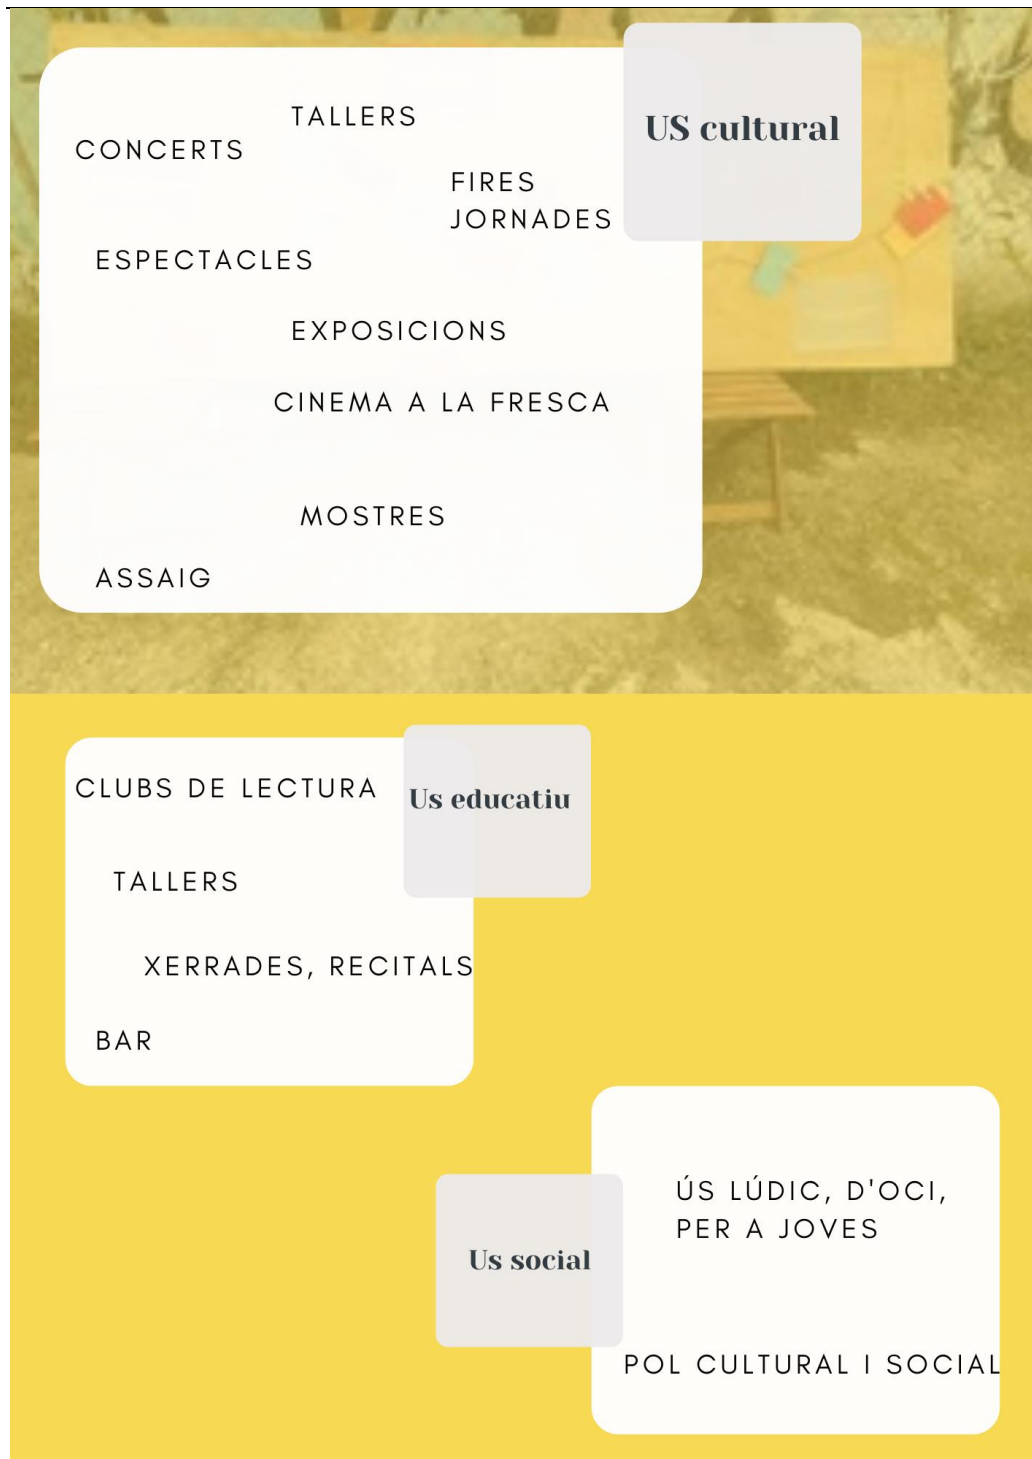 US cultural
TALLERS
CONCERTS
FIRES
JORNADES
ESPECTACLES
EXPOSICIONS
CINEMA A LA FRESCA
MOSTRES
ASSAIG
Us educatiu
CLUBS DE LECTURA
TALLERS
XERRADES, RECITALS
BAR
Us social
ÚS LÚDIC, D'OCI,
PER A JOVES
POL CULTURAL I SOCIAL